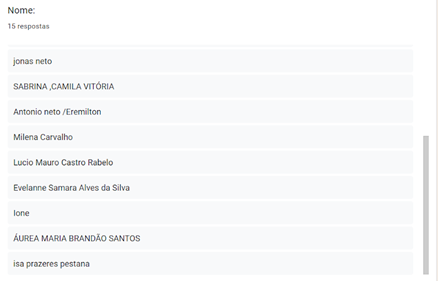 Nome:
15 respostas
jonas neto
SABRINA ,CAMILA VITÓRIA
Antonio neto /Eremilton
Milena Carvalho
Lucio Mauro Castro Rabelo
Evelanne Samara Alves da Silva
Ione
ÁUREA MARIA BRANDÃO SANTOS
isa prazeres pestana